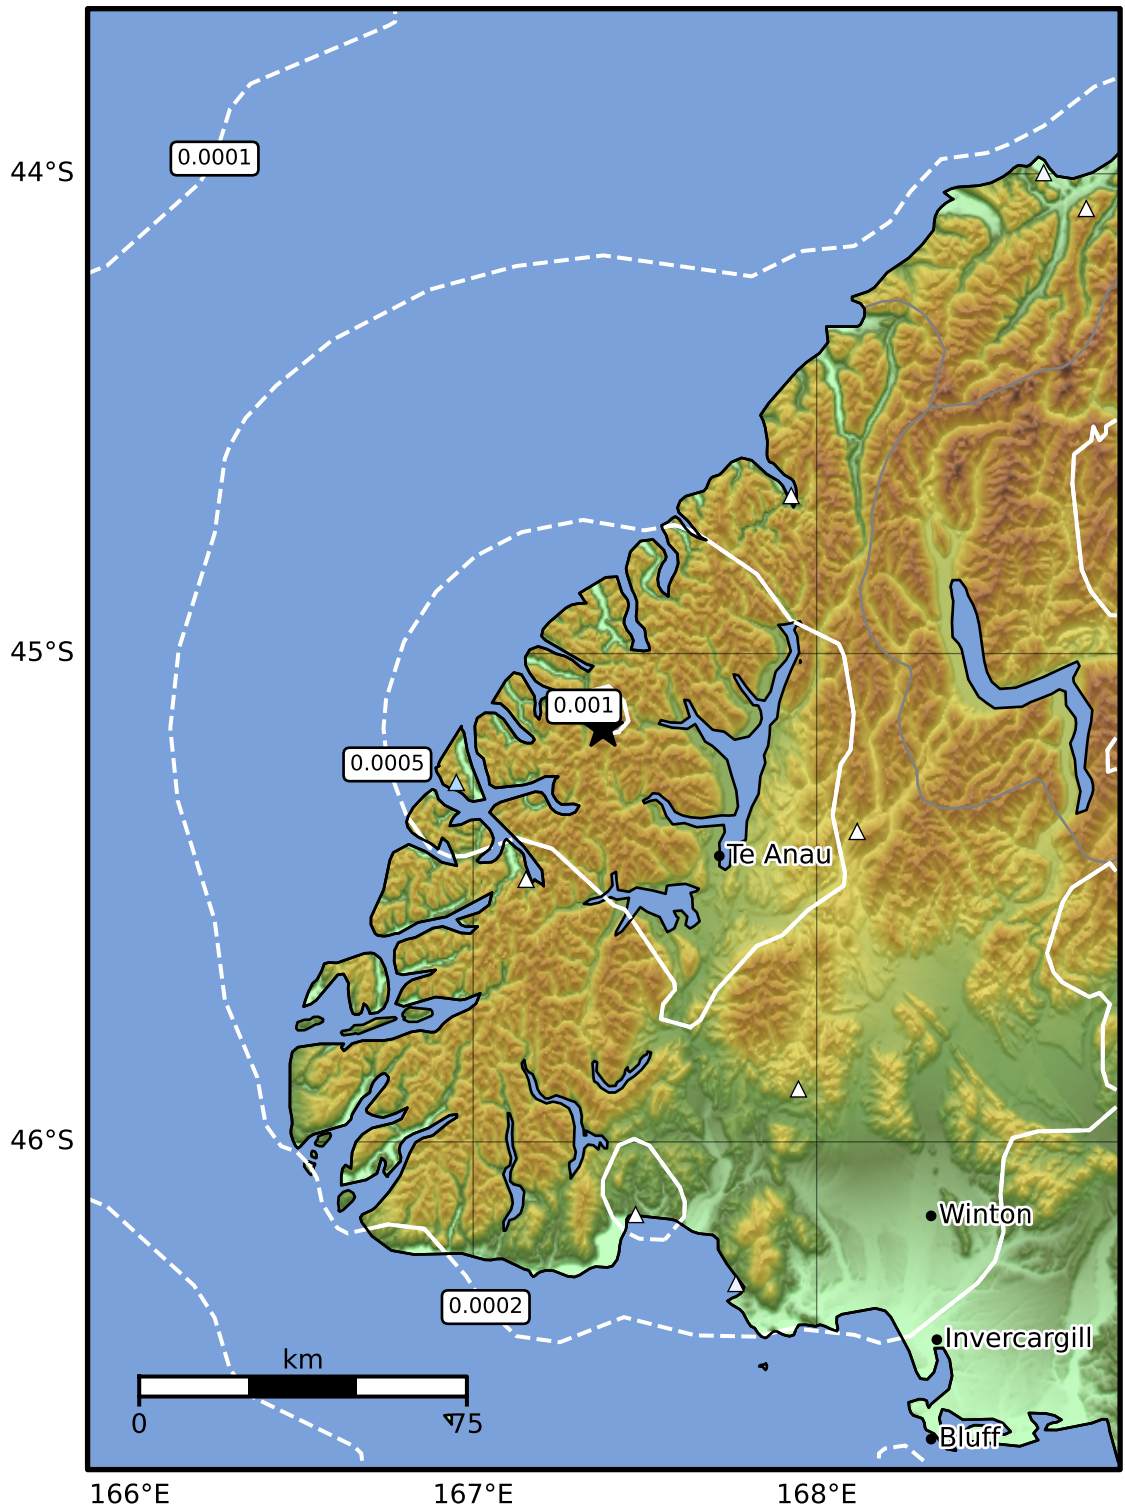 0.0001
44°S
45°S
0.001
0.0005
Te Anau
46°S
Winton
0.0002
Invercargill
km
0 75
Bluff
166°E 167°E 168°E